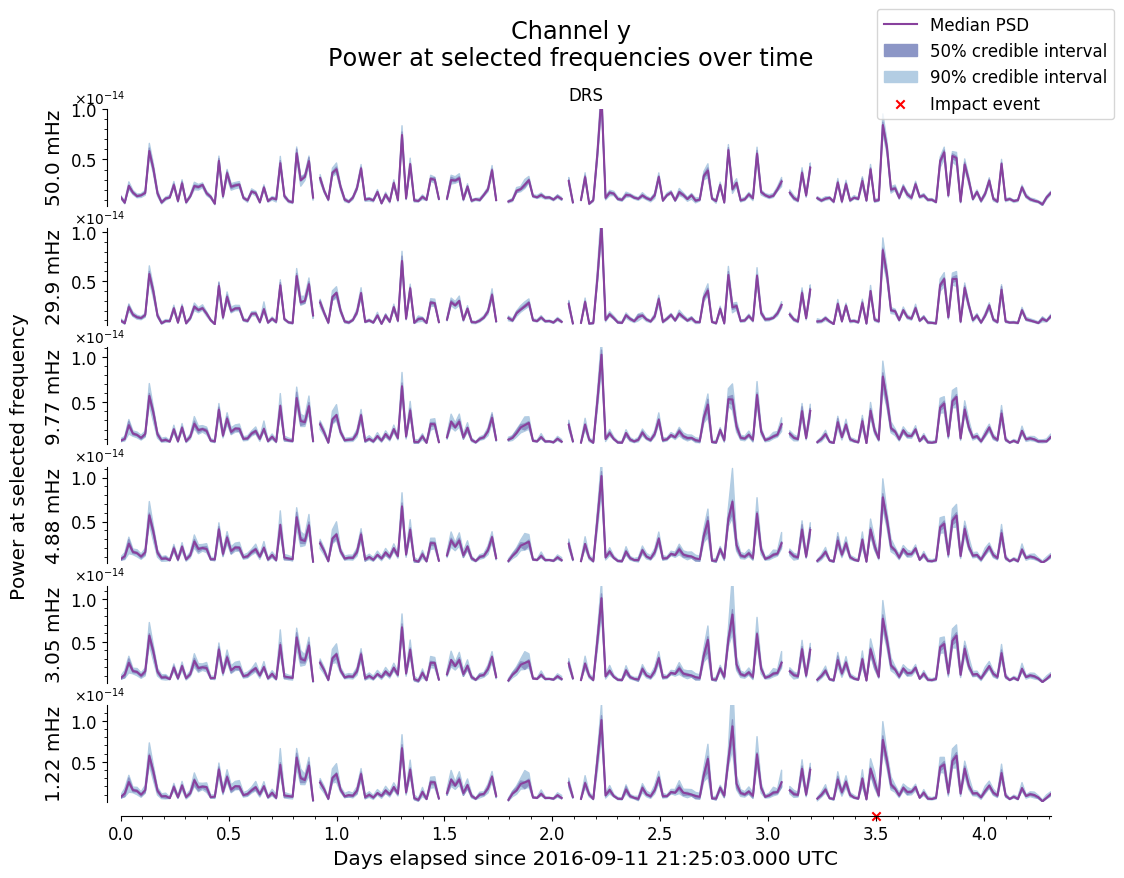 Channel y
Power at selected frequencies over time
Median PSD
50% credible interval
90% credible interval
Impact event
DRS
Power at selected frequency
×10⁻¹⁴
1.0
0.5
50.0 mHz
×10⁻¹⁴
1.0
0.5
29.9 mHz
×10⁻¹⁴
1.0
0.5
9.77 mHz
×10⁻¹⁴
1.0
0.5
4.88 mHz
×10⁻¹⁴
1.0
0.5
3.05 mHz
×10⁻¹⁴
1.0
0.5
1.22 mHz
0.0 0.5 1.0 1.5 2.0 2.5 3.0 3.5 4.0
Days elapsed since 2016-09-11 21:25:03.000 UTC